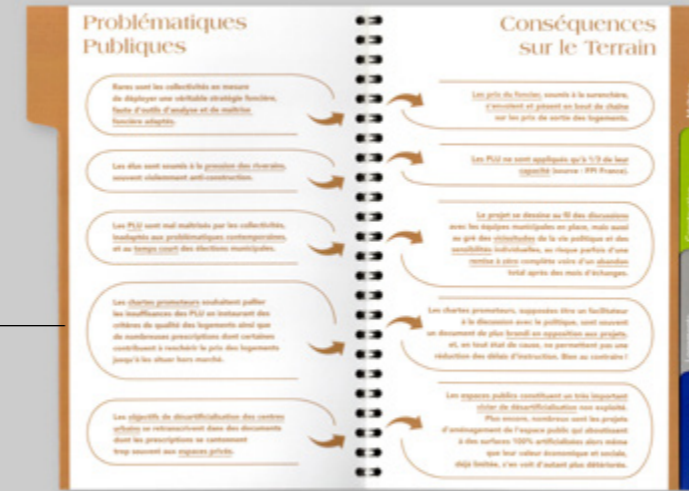 Problématiques
Publiques
Rares sont les collectivités en mesure
de déployer une véritable stratégie foncière,
faute d'outils d'analyse et de maîtrise
foncière adaptés.
Les élus sont soumis à la pression des riverains,
souvent violemment anti-construction.
Les PLU sont mal maîtrisés par les collectivités,
inadaptés aux problématiques contemporaines,
et au temps court des élections municipales.
Les chartes promoteurs souhaitent pallier
les insuffisances des PLU en instaurant des
critères de qualité des logements ainsi que
de nombreuses prescriptions dont certaines
contribuent à renchérir le prix des logements
jusqu'à les situer hors marché.
Les objectifs de désartificialisation des centres
urbains se retranscrivent dans des documents
dont les prescriptions se cantonnent
trop souvent aux espaces privés.
Conséquences
sur le Terrain
Les prix du foncier, soumis à la surenchère,
s'envolent et pèsent en bout de chaîne
sur les prix de sortie des logements.
Les PLU ne sont appliqués qu'à 1/3 de leur
capacité (source : FPI France).
Le projet se dessine au fil des discussions
avec les équipes municipales en place, mais aussi
au gré des vicissitudes de la vie politique et des
sensibilités individuelles, au risque parfois d'une
remise à zéro complète voire d'un abandon
total après des mois d'échanges.
Les chartes promoteurs, supposées être un facilitateur
à la discussion avec le politique, sont souvent
un document de plus brandi en opposition aux projets,
et, en tout état de cause, ne permettent pas une
réduction des délais d'instruction. Bien au contraire !
Les espaces publics constituent un très important
vivier de désartificialisation non exploité.
Plus encore, nombreux sont les projets
d'aménagement de l'espace public qui aboutissent
à des surfaces 100% artificialisées alors même
que leur valeur économique et sociale,
déjà limitée, s'en voit d'autant plus détériorée.